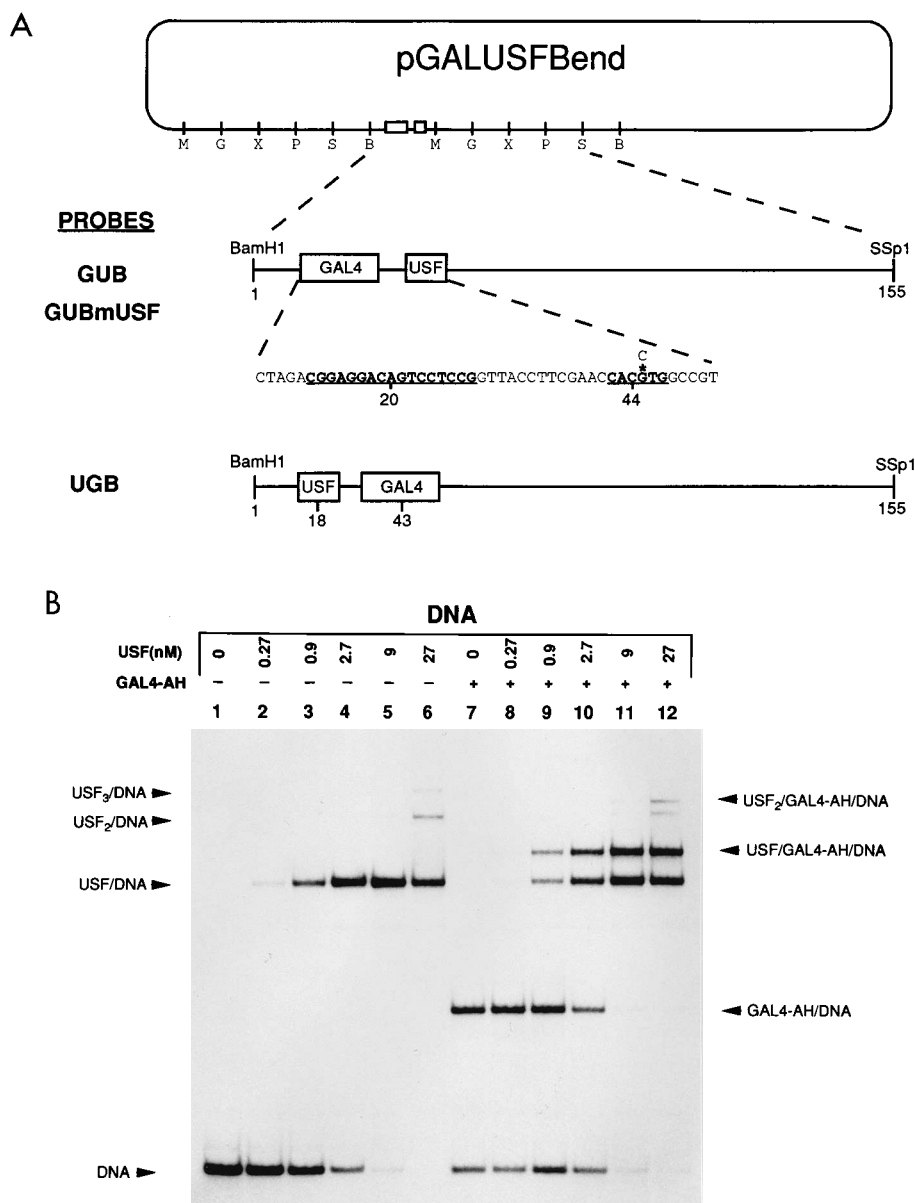 A
pGALUSFBend
M G X P S B M G X P S B
PROBES
BamH1 SSp1
GUB GAL4 USF
GUBmUSF 1 155
C
*
CTAGACGGAGGACAGTCCTCCGGTTACCTTCGAACCACGTGGCCGT
20 44
BamH1 SSp1
UGB USF GAL4
1 18 43 155
B
DNA
USF(nM) 0 0.27 0.9 2.7 9 27 0 0.27 0.9 2.7 9 27
GAL4-AH – – – – – – + + + + + +
1 2 3 4 5 6 7 8 9 10 11 12
USF3/DNA
USF2/GAL4-AH/DNA
USF2/DNA
USF/GAL4-AH/DNA
USF/DNA
GAL4-AH/DNA
DNA